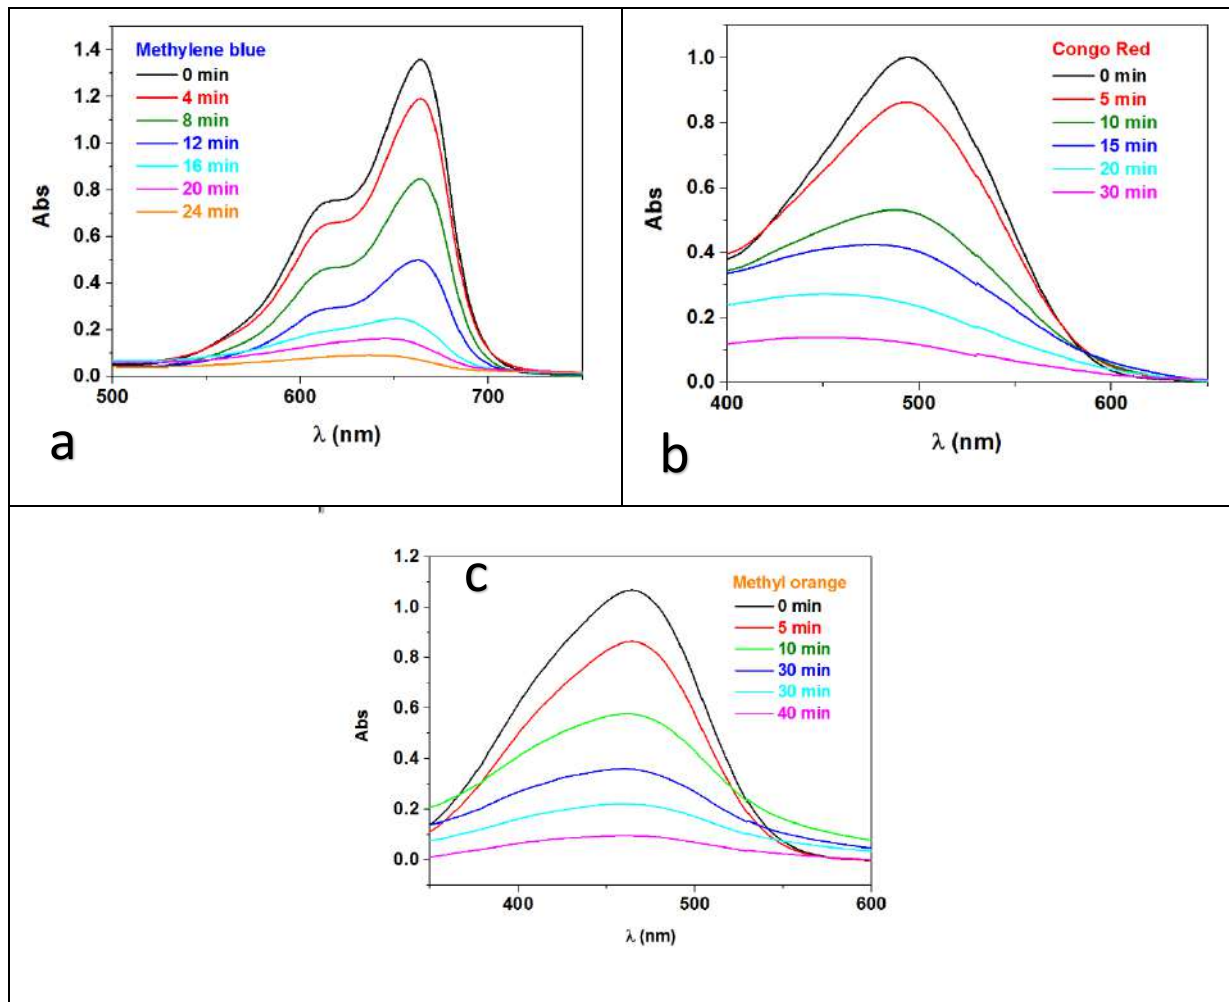 Methylene blue
0 min
4 min
8 min
12 min
16 min
20 min
24 min
1.4
1.2
1.0
0.8
0.6
0.4
0.2
0.0
Abs
500
600
700
λ (nm)
a
Congo Red
0 min
5 min
10 min
15 min
20 min
30 min
1.0
0.8
0.6
0.4
0.2
0.0
Abs
400
500
600
λ (nm)
b
c
Methyl orange
0 min
5 min
10 min
30 min
30 min
40 min
1.2
1.0
0.8
0.6
0.4
0.2
0.0
Abs
400
500
600
λ (nm)